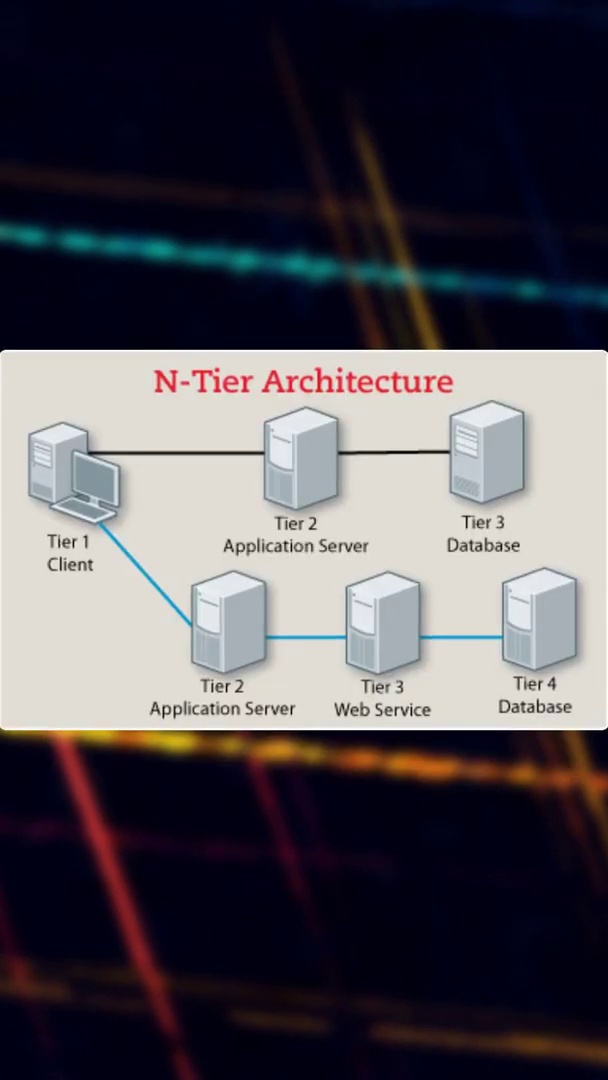 N-Tier Architecture
Tier 1
Client
Tier 2
Application Server
Tier 3
Database
Tier 2
Application Server
Tier 3
Web Service
Tier 4
Database